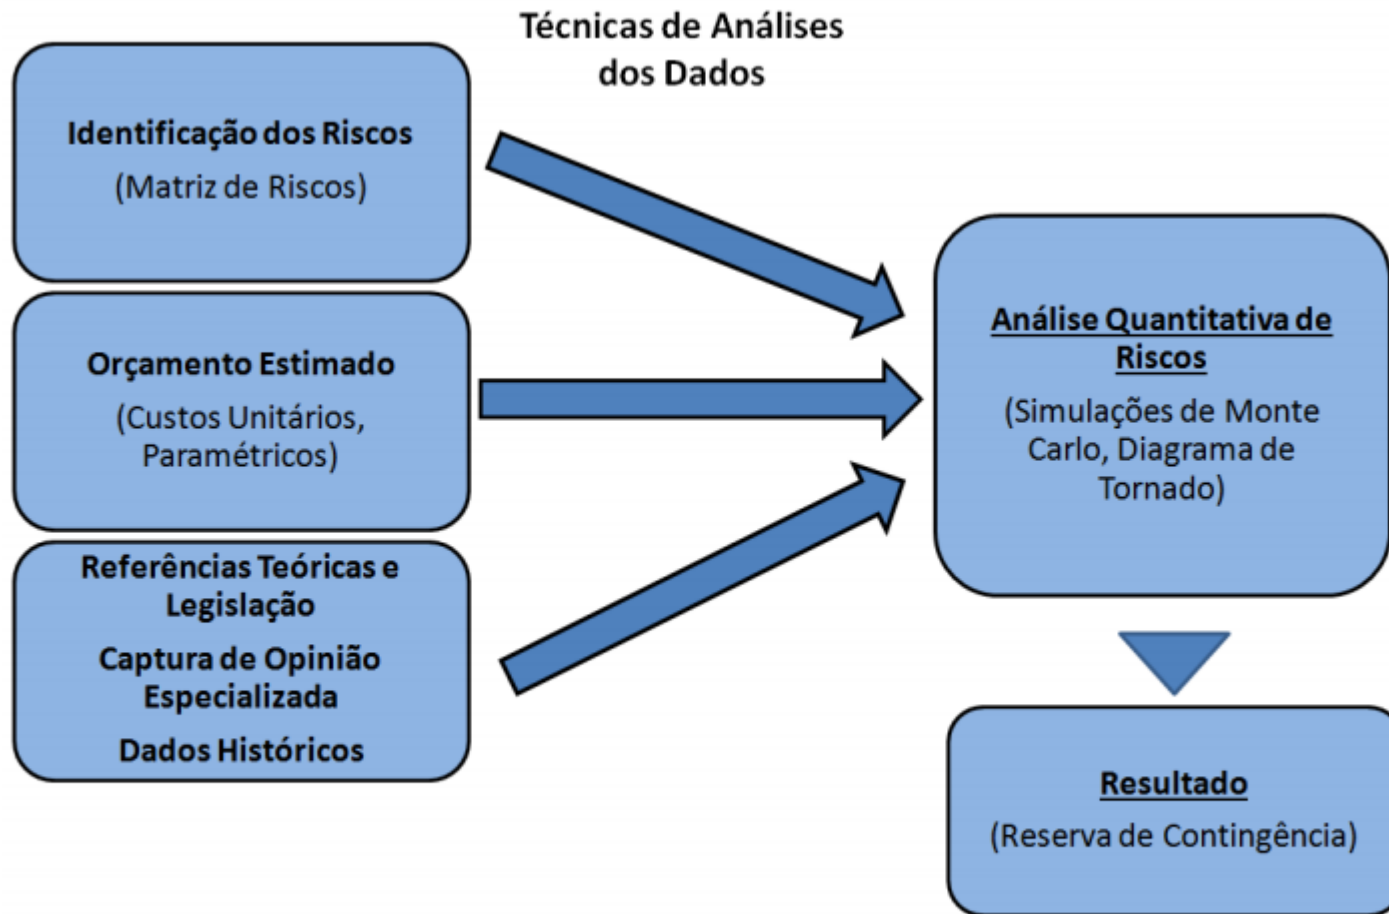 Técnicas de Análises
dos Dados
Identificação dos Riscos
(Matriz de Riscos)
Orçamento Estimado
(Custos Unitários,
Paramétricos)
Referências Teóricas e
Legislação
Captura de Opinião
Especializada
Dados Históricos
Análise Quantitativa de
Riscos
(Simulações de Monte
Carlo, Diagrama de
Tornado)
Resultado
(Reserva de Contingência)